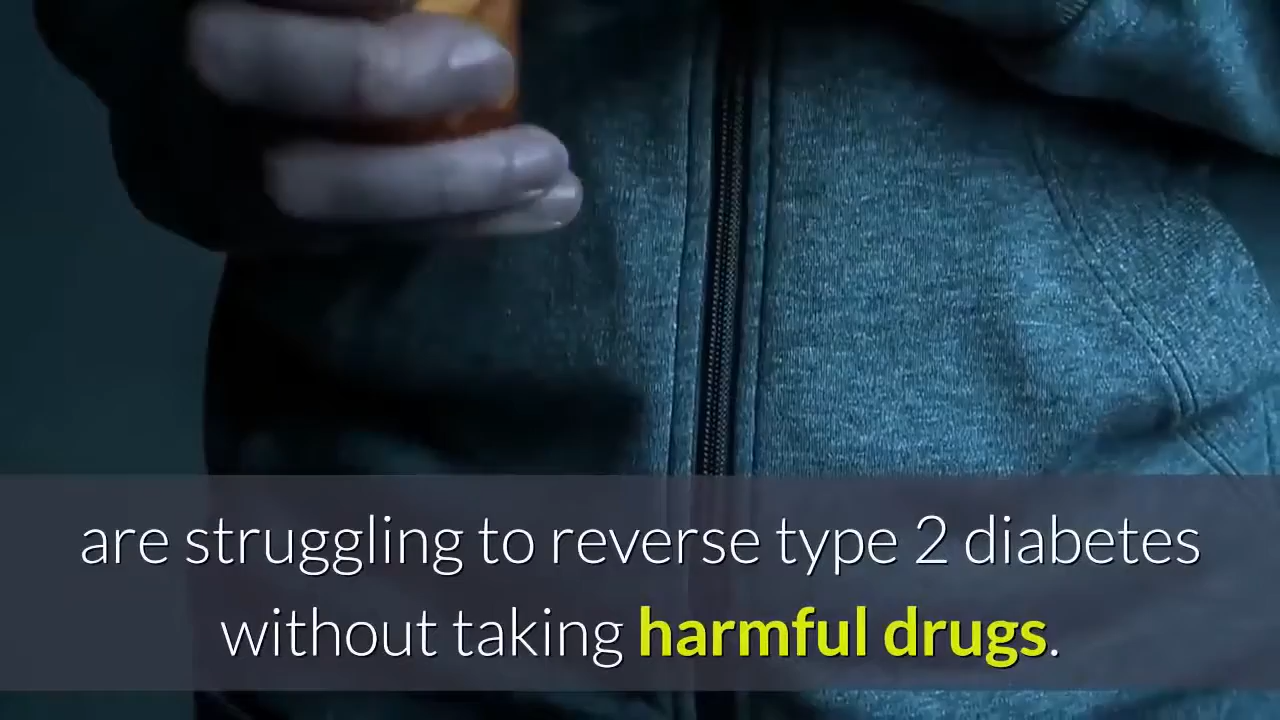 are struggling to reverse type 2 diabetes
without taking harmful drugs.